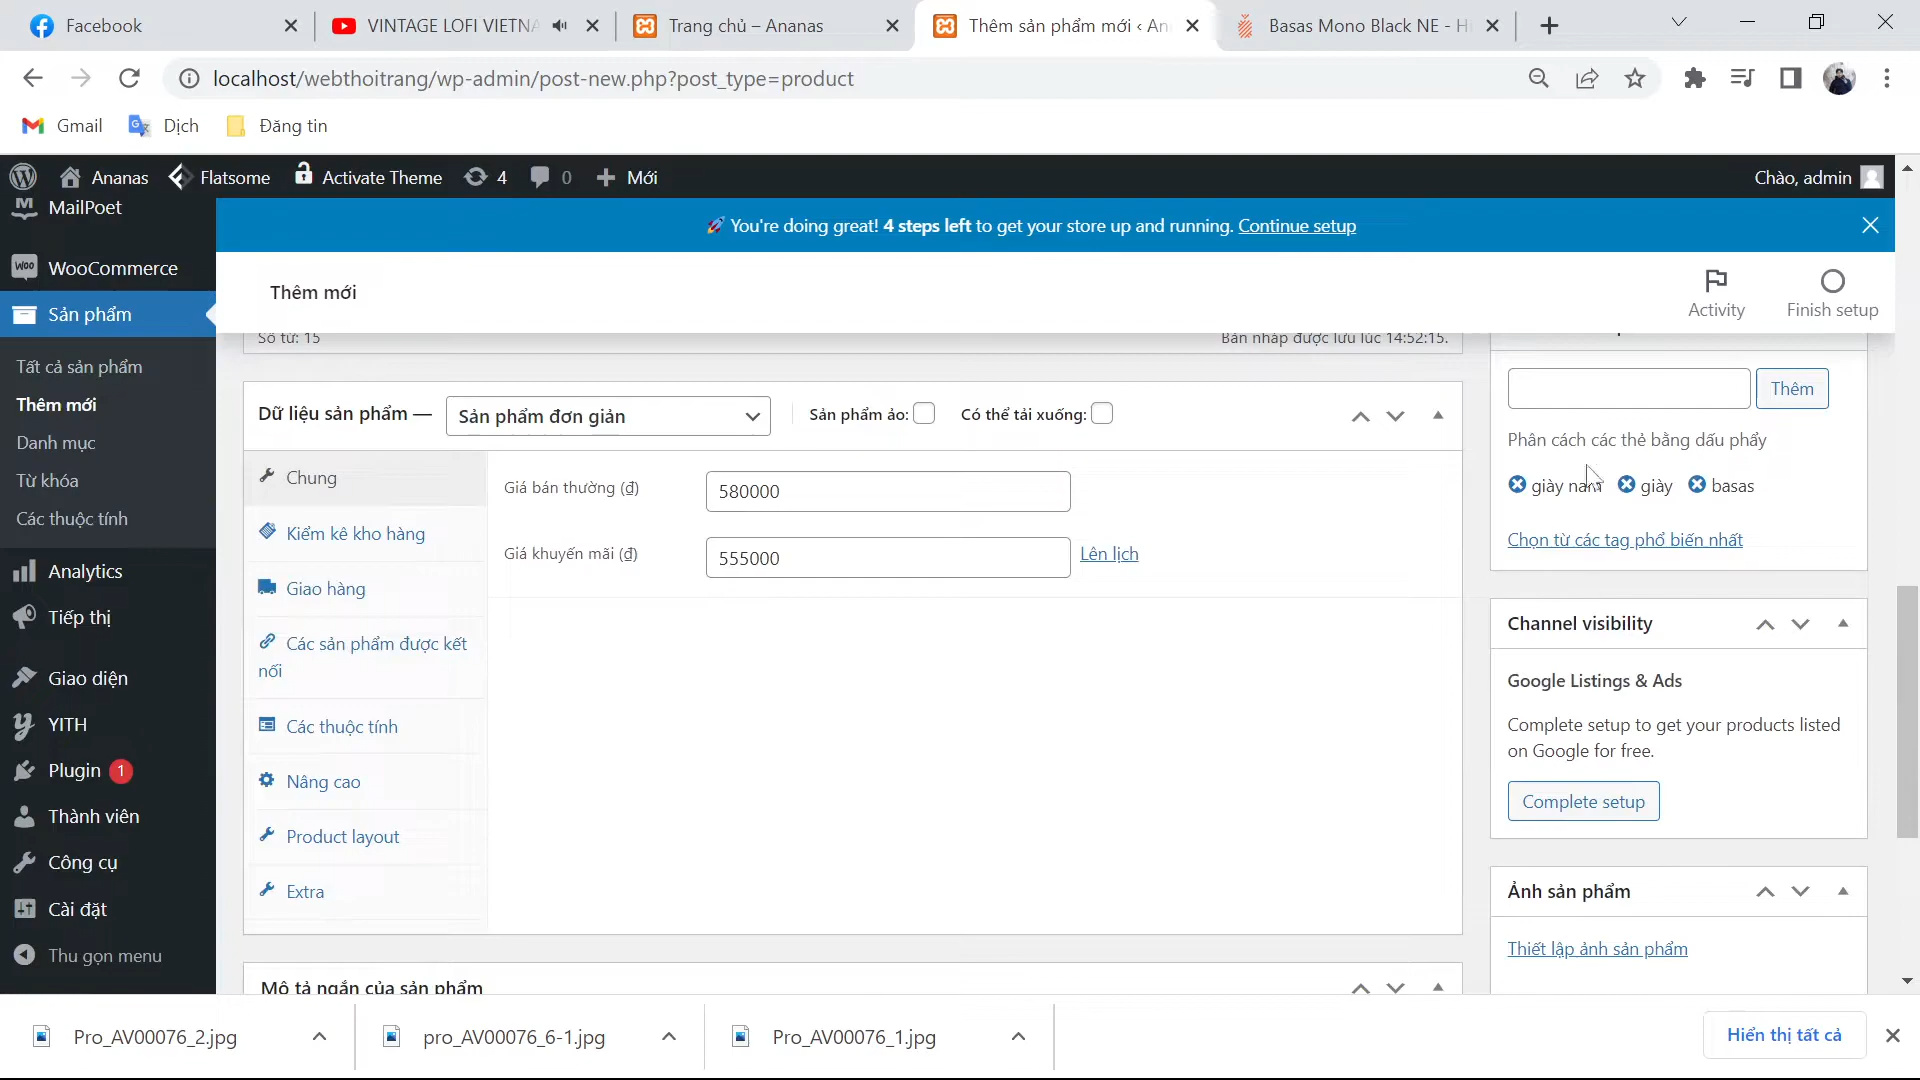 Facebook
VINTAGE LOFI VIETNA
Trang chủ – Ananas
Thêm sản phẩm mới ‹ An
Basas Mono Black NE - H
localhost/webthoitrang/wp-admin/post-new.php?post_type=product
Gmail
Dịch
Đăng tin
Ananas
Flatsome
Activate Theme
4
0
Mới
Chào, admin
MailPoet
WooCommerce
Sản phẩm
Tất cả sản phẩm
Thêm mới
Danh mục
Từ khóa
Các thuộc tính
Analytics
Tiếp thị
Giao diện
YITH
Plugin 1
Thành viên
Công cụ
Cài đặt
Thu gọn menu
🚀 You're doing great! 4 steps left to get your store up and running. Continue setup
Thêm mới
Activity
Finish setup
Số từ: 15
Bản nháp được lưu lúc 14:52:15.
Dữ liệu sản phẩm —
Sản phẩm đơn giản
Sản phẩm ảo:
Có thể tải xuống:
Chung
Kiểm kê kho hàng
Giao hàng
Các sản phẩm được kết
nối
Các thuộc tính
Nâng cao
Product layout
Extra
Giá bán thường (₫)
580000
Giá khuyến mãi (₫)
555000
Lên lịch
Mô tả ngắn của sản phẩm
Thêm
Phân cách các thẻ bằng dấu phẩy
giày nam
giày
basas
Chọn từ các tag phổ biến nhất
Channel visibility
Google Listings & Ads
Complete setup to get your products listed
on Google for free.
Complete setup
Ảnh sản phẩm
Thiết lập ảnh sản phẩm
Pro_AV00076_2.jpg
pro_AV00076_6-1.jpg
Pro_AV00076_1.jpg
Hiển thị tất cả